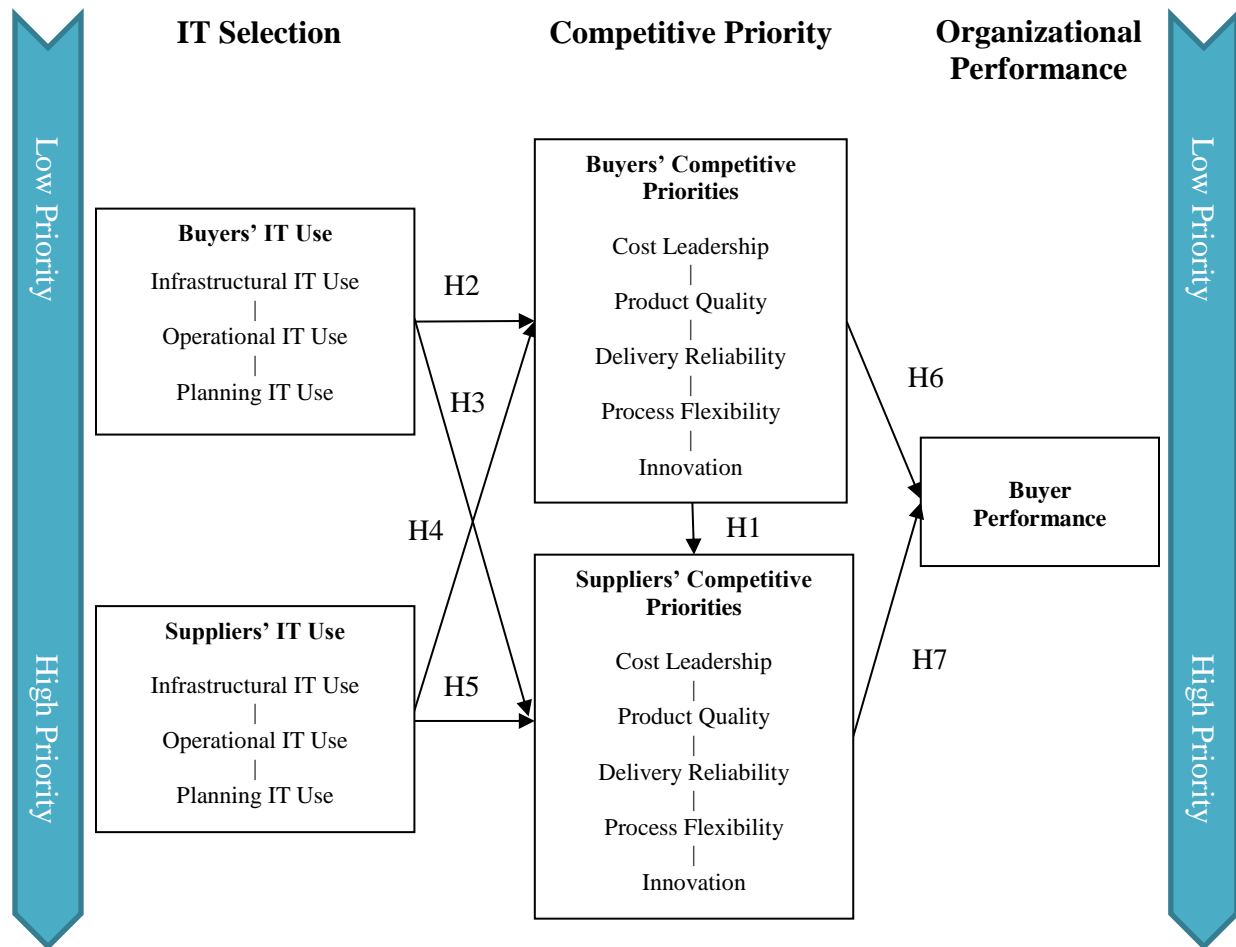 IT Selection
Competitive Priority
Organizational
Performance
Low Priority
High Priority
Buyers’ IT Use
Infrastructural IT Use
|
Operational IT Use
|
Planning IT Use
Suppliers’ IT Use
Infrastructural IT Use
|
Operational IT Use
|
Planning IT Use
H2
H3
H4
H5
Buyers’ Competitive
Priorities
Cost Leadership
|
Product Quality
|
Delivery Reliability
|
Process Flexibility
|
Innovation
H1
Suppliers’ Competitive
Priorities
Cost Leadership
|
Product Quality
|
Delivery Reliability
|
Process Flexibility
|
Innovation
H6
H7
Buyer
Performance
Low Priority
High Priority